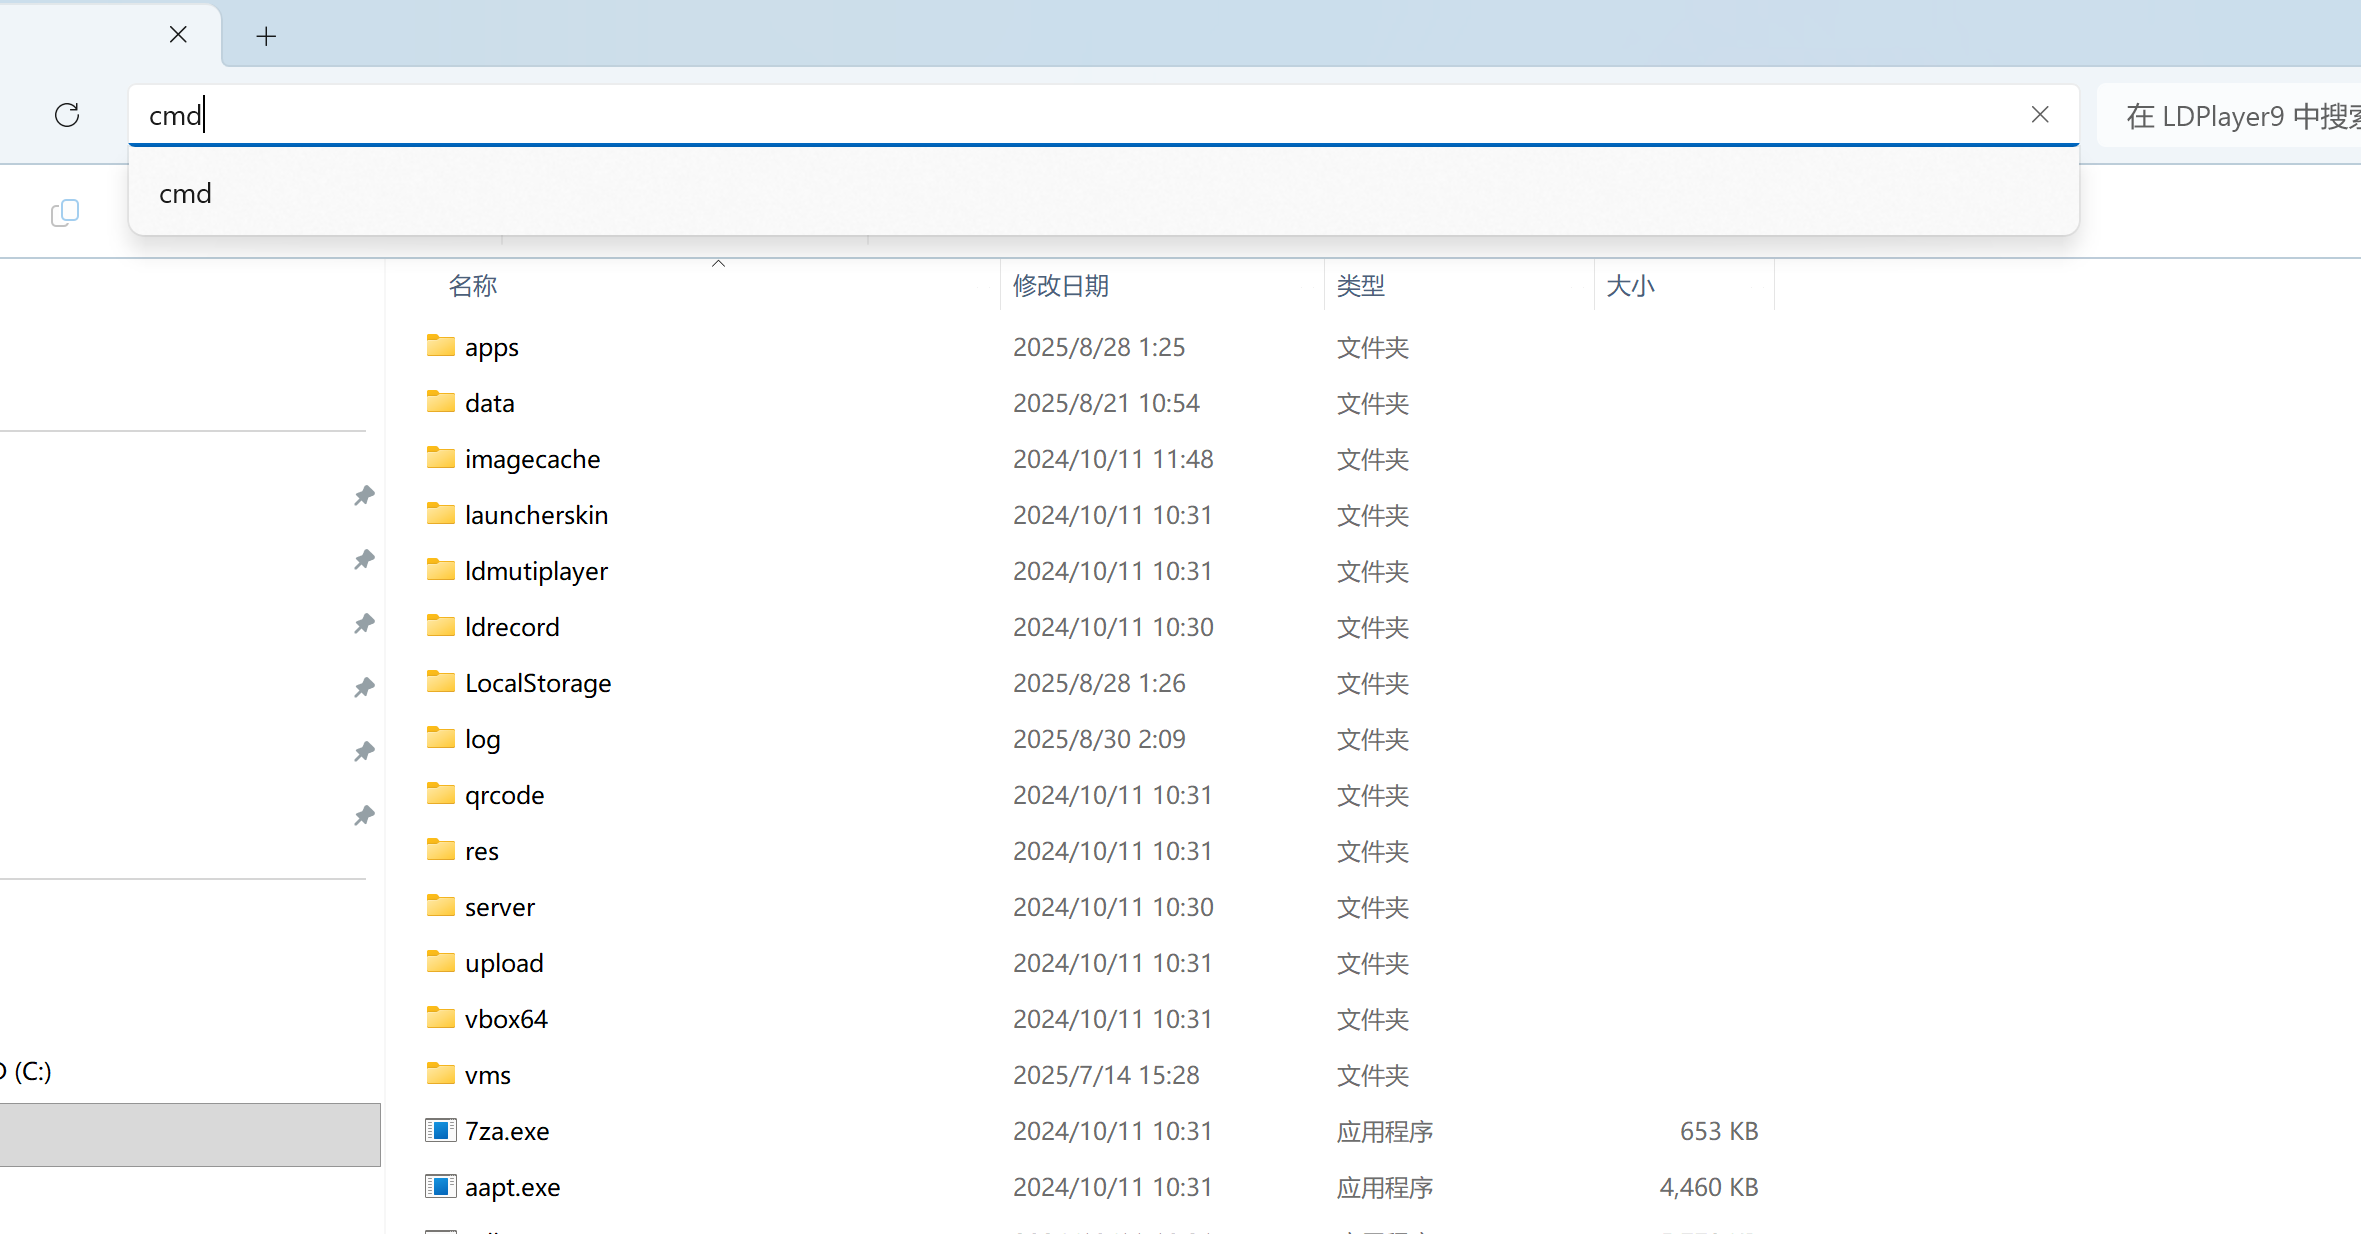 cmd
在 LDPlayer9 中搜索
cmd
名称 修改日期 类型 大小
apps 2025/8/28 1:25 文件夹
data 2025/8/21 10:54 文件夹
imagecache 2024/10/11 11:48 文件夹
launcherskin 2024/10/11 10:31 文件夹
ldmutiplayer 2024/10/11 10:31 文件夹
ldrecord 2024/10/11 10:30 文件夹
LocalStorage 2025/8/28 1:26 文件夹
log 2025/8/30 2:09 文件夹
qrcode 2024/10/11 10:31 文件夹
res 2024/10/11 10:31 文件夹
server 2024/10/11 10:30 文件夹
upload 2024/10/11 10:31 文件夹
vbox64 2024/10/11 10:31 文件夹
(C:)
vms 2025/7/14 15:28 文件夹
7za.exe 2024/10/11 10:31 应用程序 653 KB
aapt.exe 2024/10/11 10:31 应用程序 4,460 KB